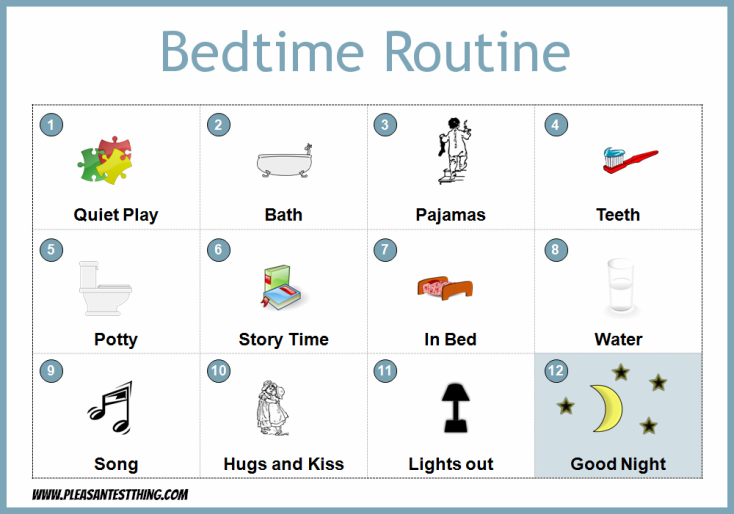 Bedtime Routine
1
Quiet Play
2
Bath
3
Pajamas
4
Teeth
5
Potty
6
Story Time
7
In Bed
8
Water
9
Song
10
Hugs and Kiss
11
Lights out
12
Good Night
WWW.PLEASANTESTTHING.COM